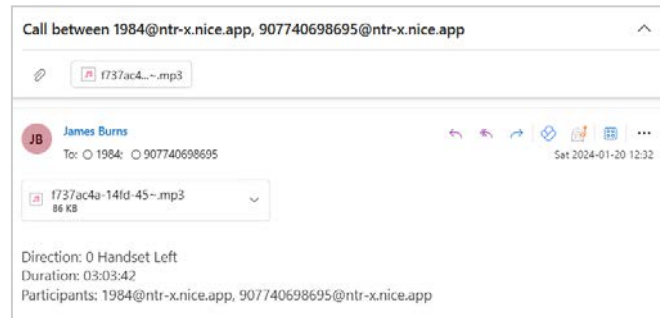 Call between 1984@ntr-x.nice.app, 907740698695@ntr-x.nice.app
f737ac4...~.mp3
JB
James Burns
To: 1984; 907740698695
Sat 2024-01-20 12:32
f737ac4a-14fd-45~.mp3
86 KB
Direction: 0 Handset Left
Duration: 03:03:42
Participants: 1984@ntr-x.nice.app, 907740698695@ntr-x.nice.app